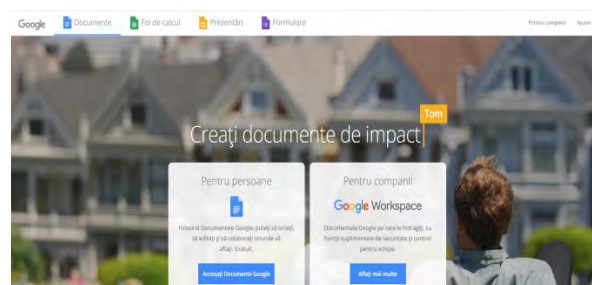 Google Documente Foi de calcul Prezentări Formulare Pentru companii Ajutor
Tom
Creați documente de impact
Pentru persoane
Folosind Documentele Google, puteți să scrieți,
să editați și să colaborați oriunde vă
aflați. Gratuit.
Accesați Documente Google
Pentru companii
Google Workspace
Documentele Google pe care le îndrăgiți, cu
funcții suplimentare de securitate și control
pentru echipe.
Aflați mai multe